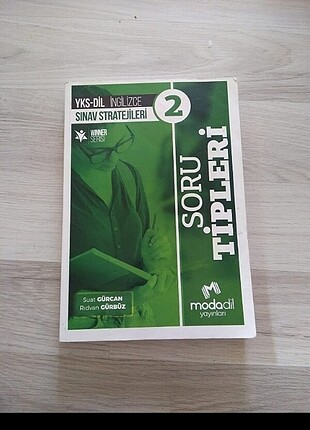 YKS-DİL İNGİLİZCE
SINAV STRATEJİLERİ
2
WINNER
SERİSİ
SORU
TİPLERİ
Suat GÜRCAN
Rıdvan GÜRBÜZ
modadil
yayınları